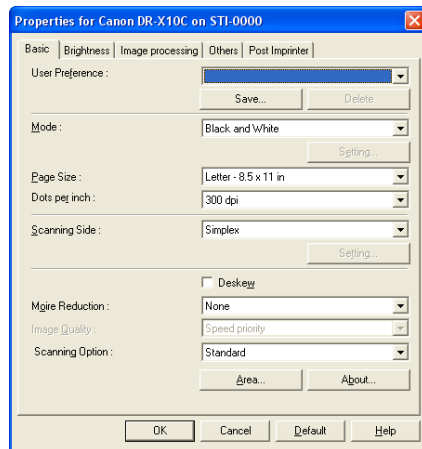 Properties for Canon DR-X10C on STI-0000
Basic Brightness Image processing Others Post Imprinter
User Preference :
Save... Delete
Mode : Black and White
Setting...
Page Size : Letter - 8.5 x 11 in
Dots per inch : 300 dpi
Scanning Side : Simplex
Setting...
Deskew
Moire Reduction : None
Image Quality : Speed priority
Scanning Option : Standard
Area... About...
OK Cancel Default Help